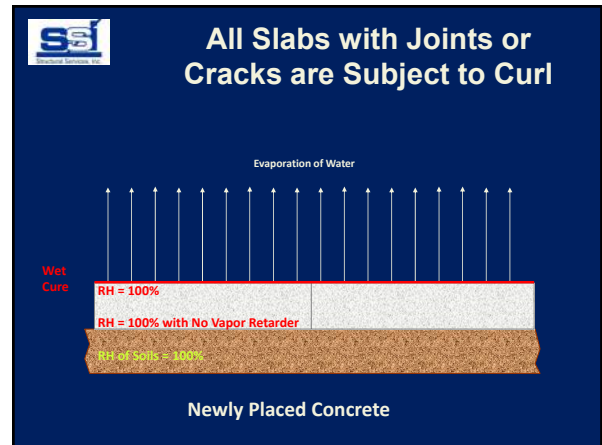 SSI
Structural Services, Inc.
All Slabs with Joints or
Cracks are Subject to Curl
Evaporation of Water
Wet
Cure
RH = 100%
RH = 100% with No Vapor Retarder
RH of Soils = 100%
Newly Placed Concrete